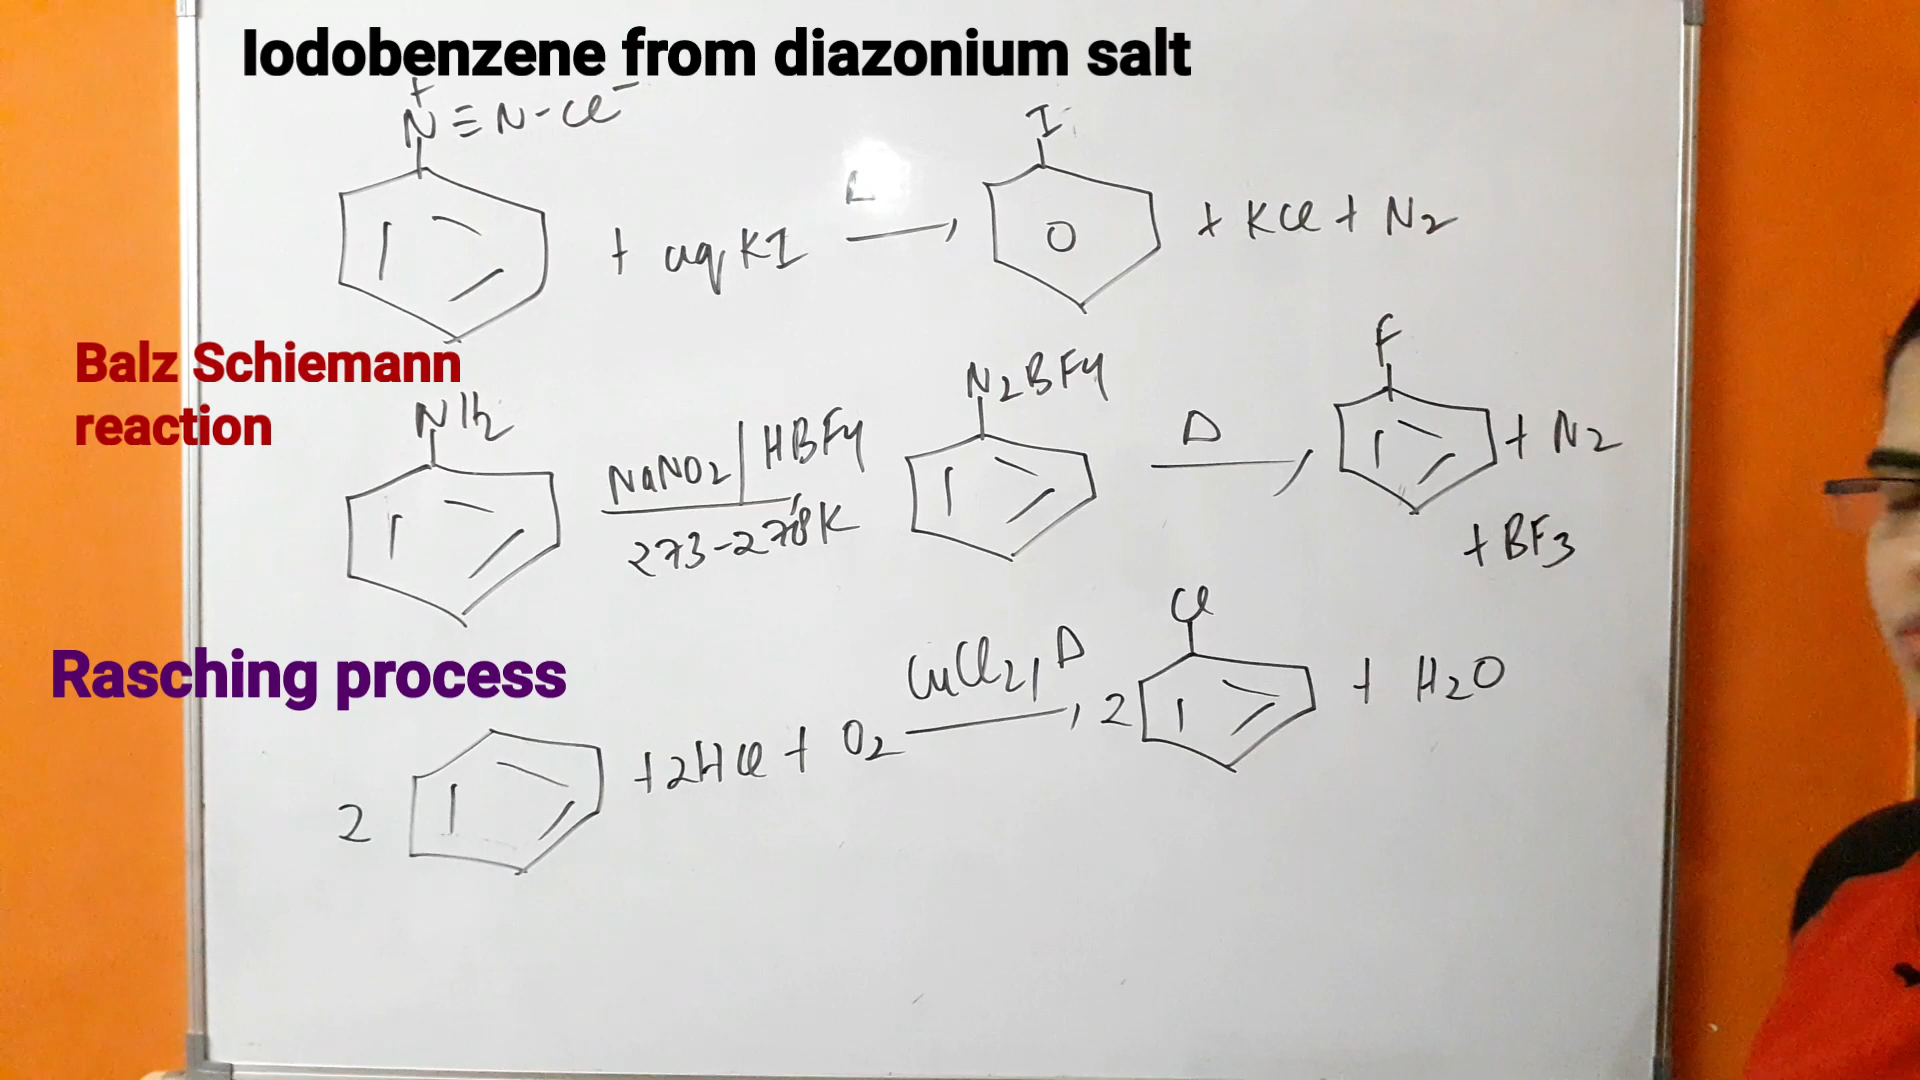 Iodobenzene from diazonium salt
+
N≡N-Cl⁻
I
+ aq KI → + KCl + N2
Balz Schiemann
reaction
NH2
NaNO2/HBF4
273-278K
N2BF4
Δ
F
+ N2
+ BF3
Rasching process
2 + 2HCl + O2
CuCl2, Δ
Cl
2 + H2O